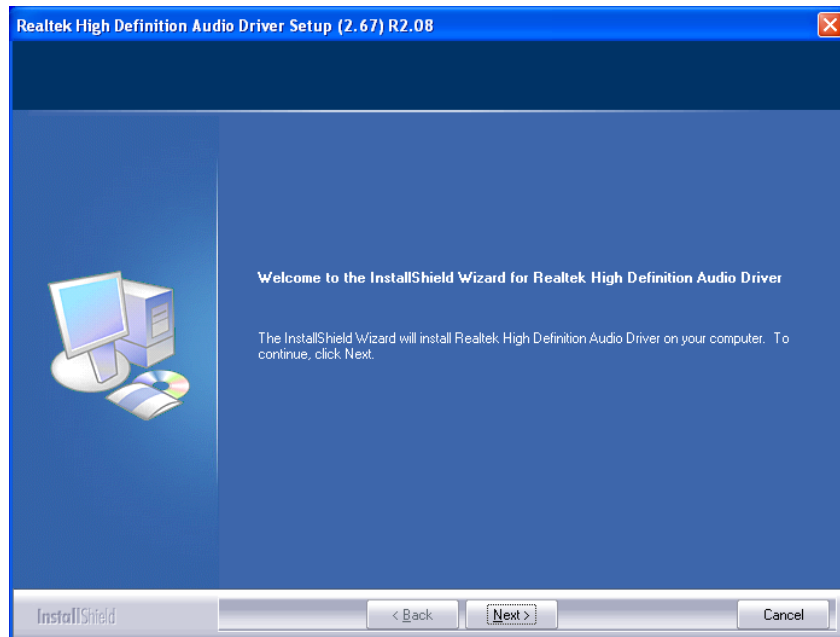 Realtek High Definition Audio Driver Setup (2.67) R2.08
Welcome to the InstallShield Wizard for Realtek High Definition Audio Driver
The InstallShield Wizard will install Realtek High Definition Audio Driver on your computer. To
continue, click Next.
InstallShield
< Back
Next >
Cancel